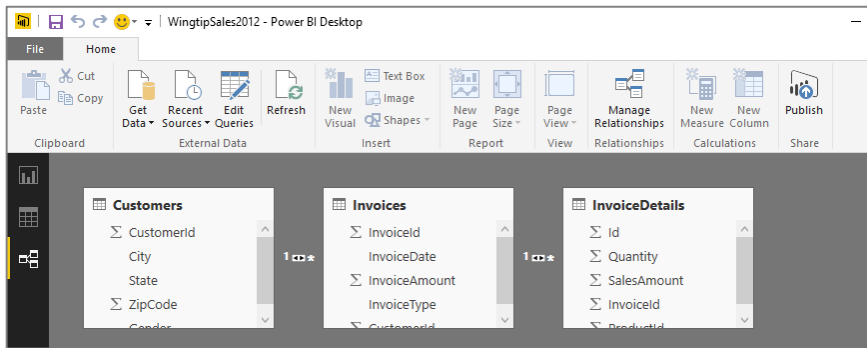 WingtipSales2012 - Power BI Desktop
File Home
Paste
Cut
Copy
Clipboard
Get Data
Recent Sources
Edit Queries
Refresh
External Data
New Visual
Text Box
Image
Shapes
Insert
New Page
Page Size
Report
Page View
View
Manage Relationships
Relationships
New Measure
New Column
Calculations
Publish
Share
Customers
Σ CustomerId
City
State
Σ ZipCode
Gender
1 *
Invoices
Σ InvoiceId
InvoiceDate
Σ InvoiceAmount
InvoiceType
Σ CustomerId
1 *
InvoiceDetails
Σ Id
Σ Quantity
Σ SalesAmount
Σ InvoiceId
Σ ProductId